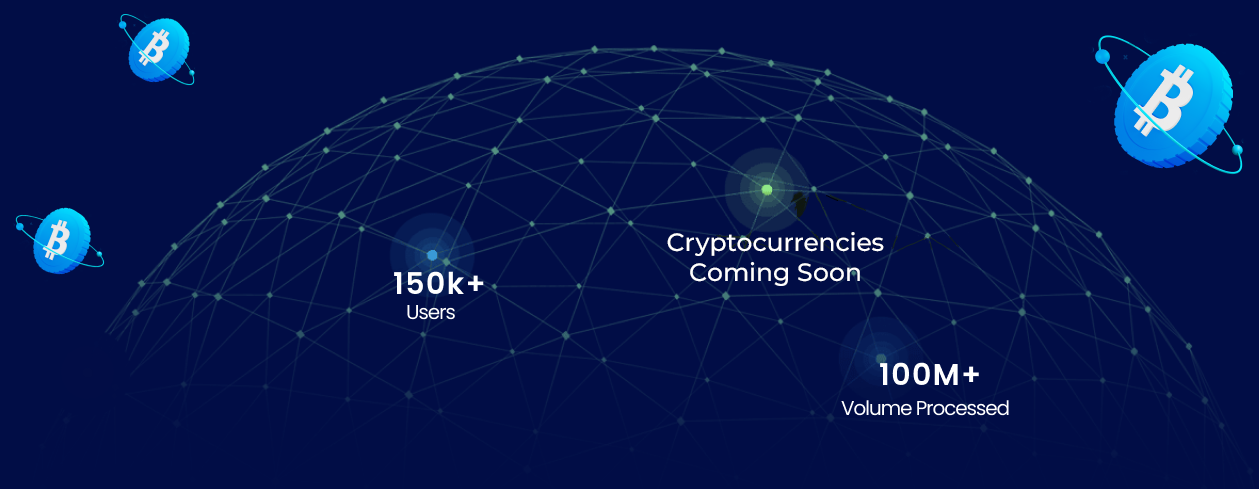 Cryptocurrencies
Coming Soon
150k+
Users
100M+
Volume Processed